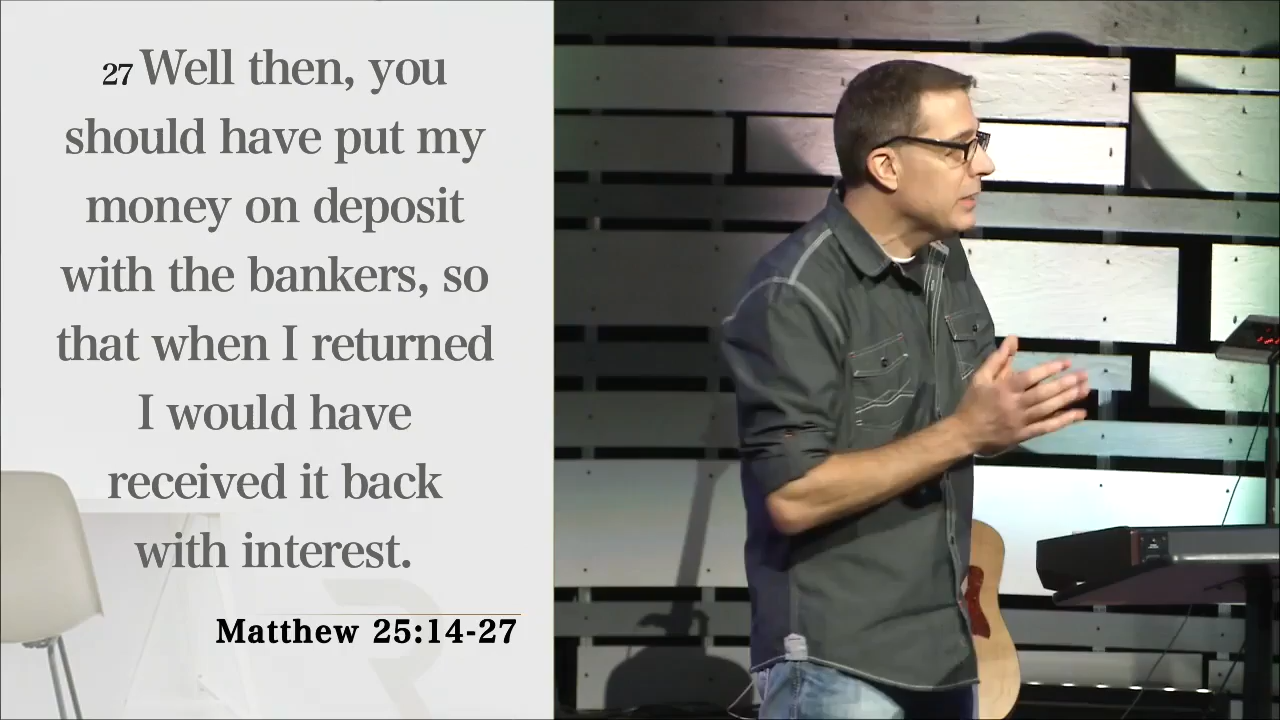 27 Well then, you
should have put my
money on deposit
with the bankers, so
that when I returned
I would have
received it back
with interest.
Matthew 25:14-27